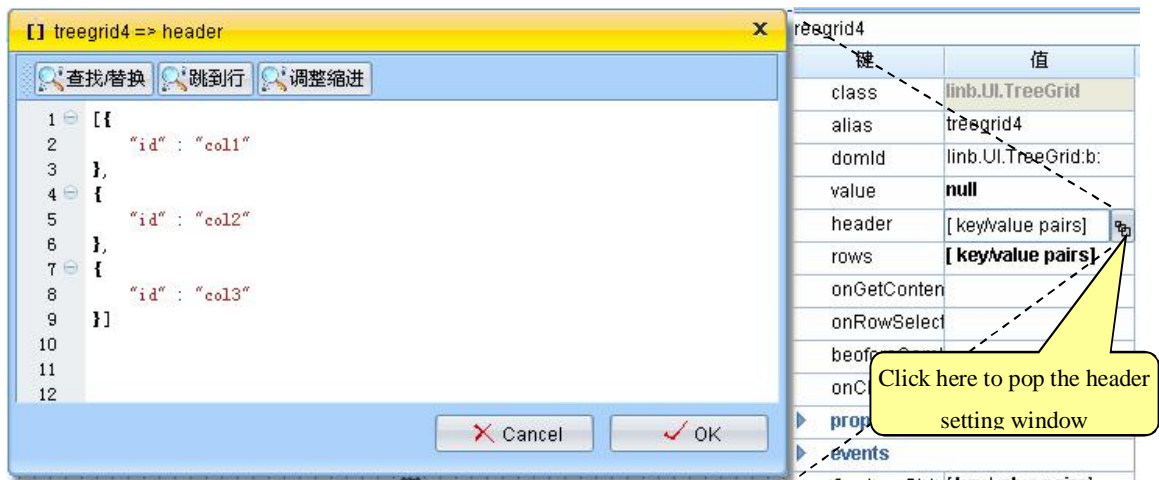 [] treegrid4 => header x
查找/替换 跳到行 调整缩进
1 [{
2 "id" : "col1"
3 },
4 {
5 "id" : "col2"
6 },
7 {
8 "id" : "col3"
9 }]
10
11
12
Cancel OK
treegrid4
键 值
class linb.UI.TreeGrid
alias treegrid4
domId linb.UI.TreeGrid:b:
value null
header [ key/value pairs]
rows [ key/value pairs]
onGetConten
onRowSelect
onCl
prop
events
Click here to pop the header
setting window